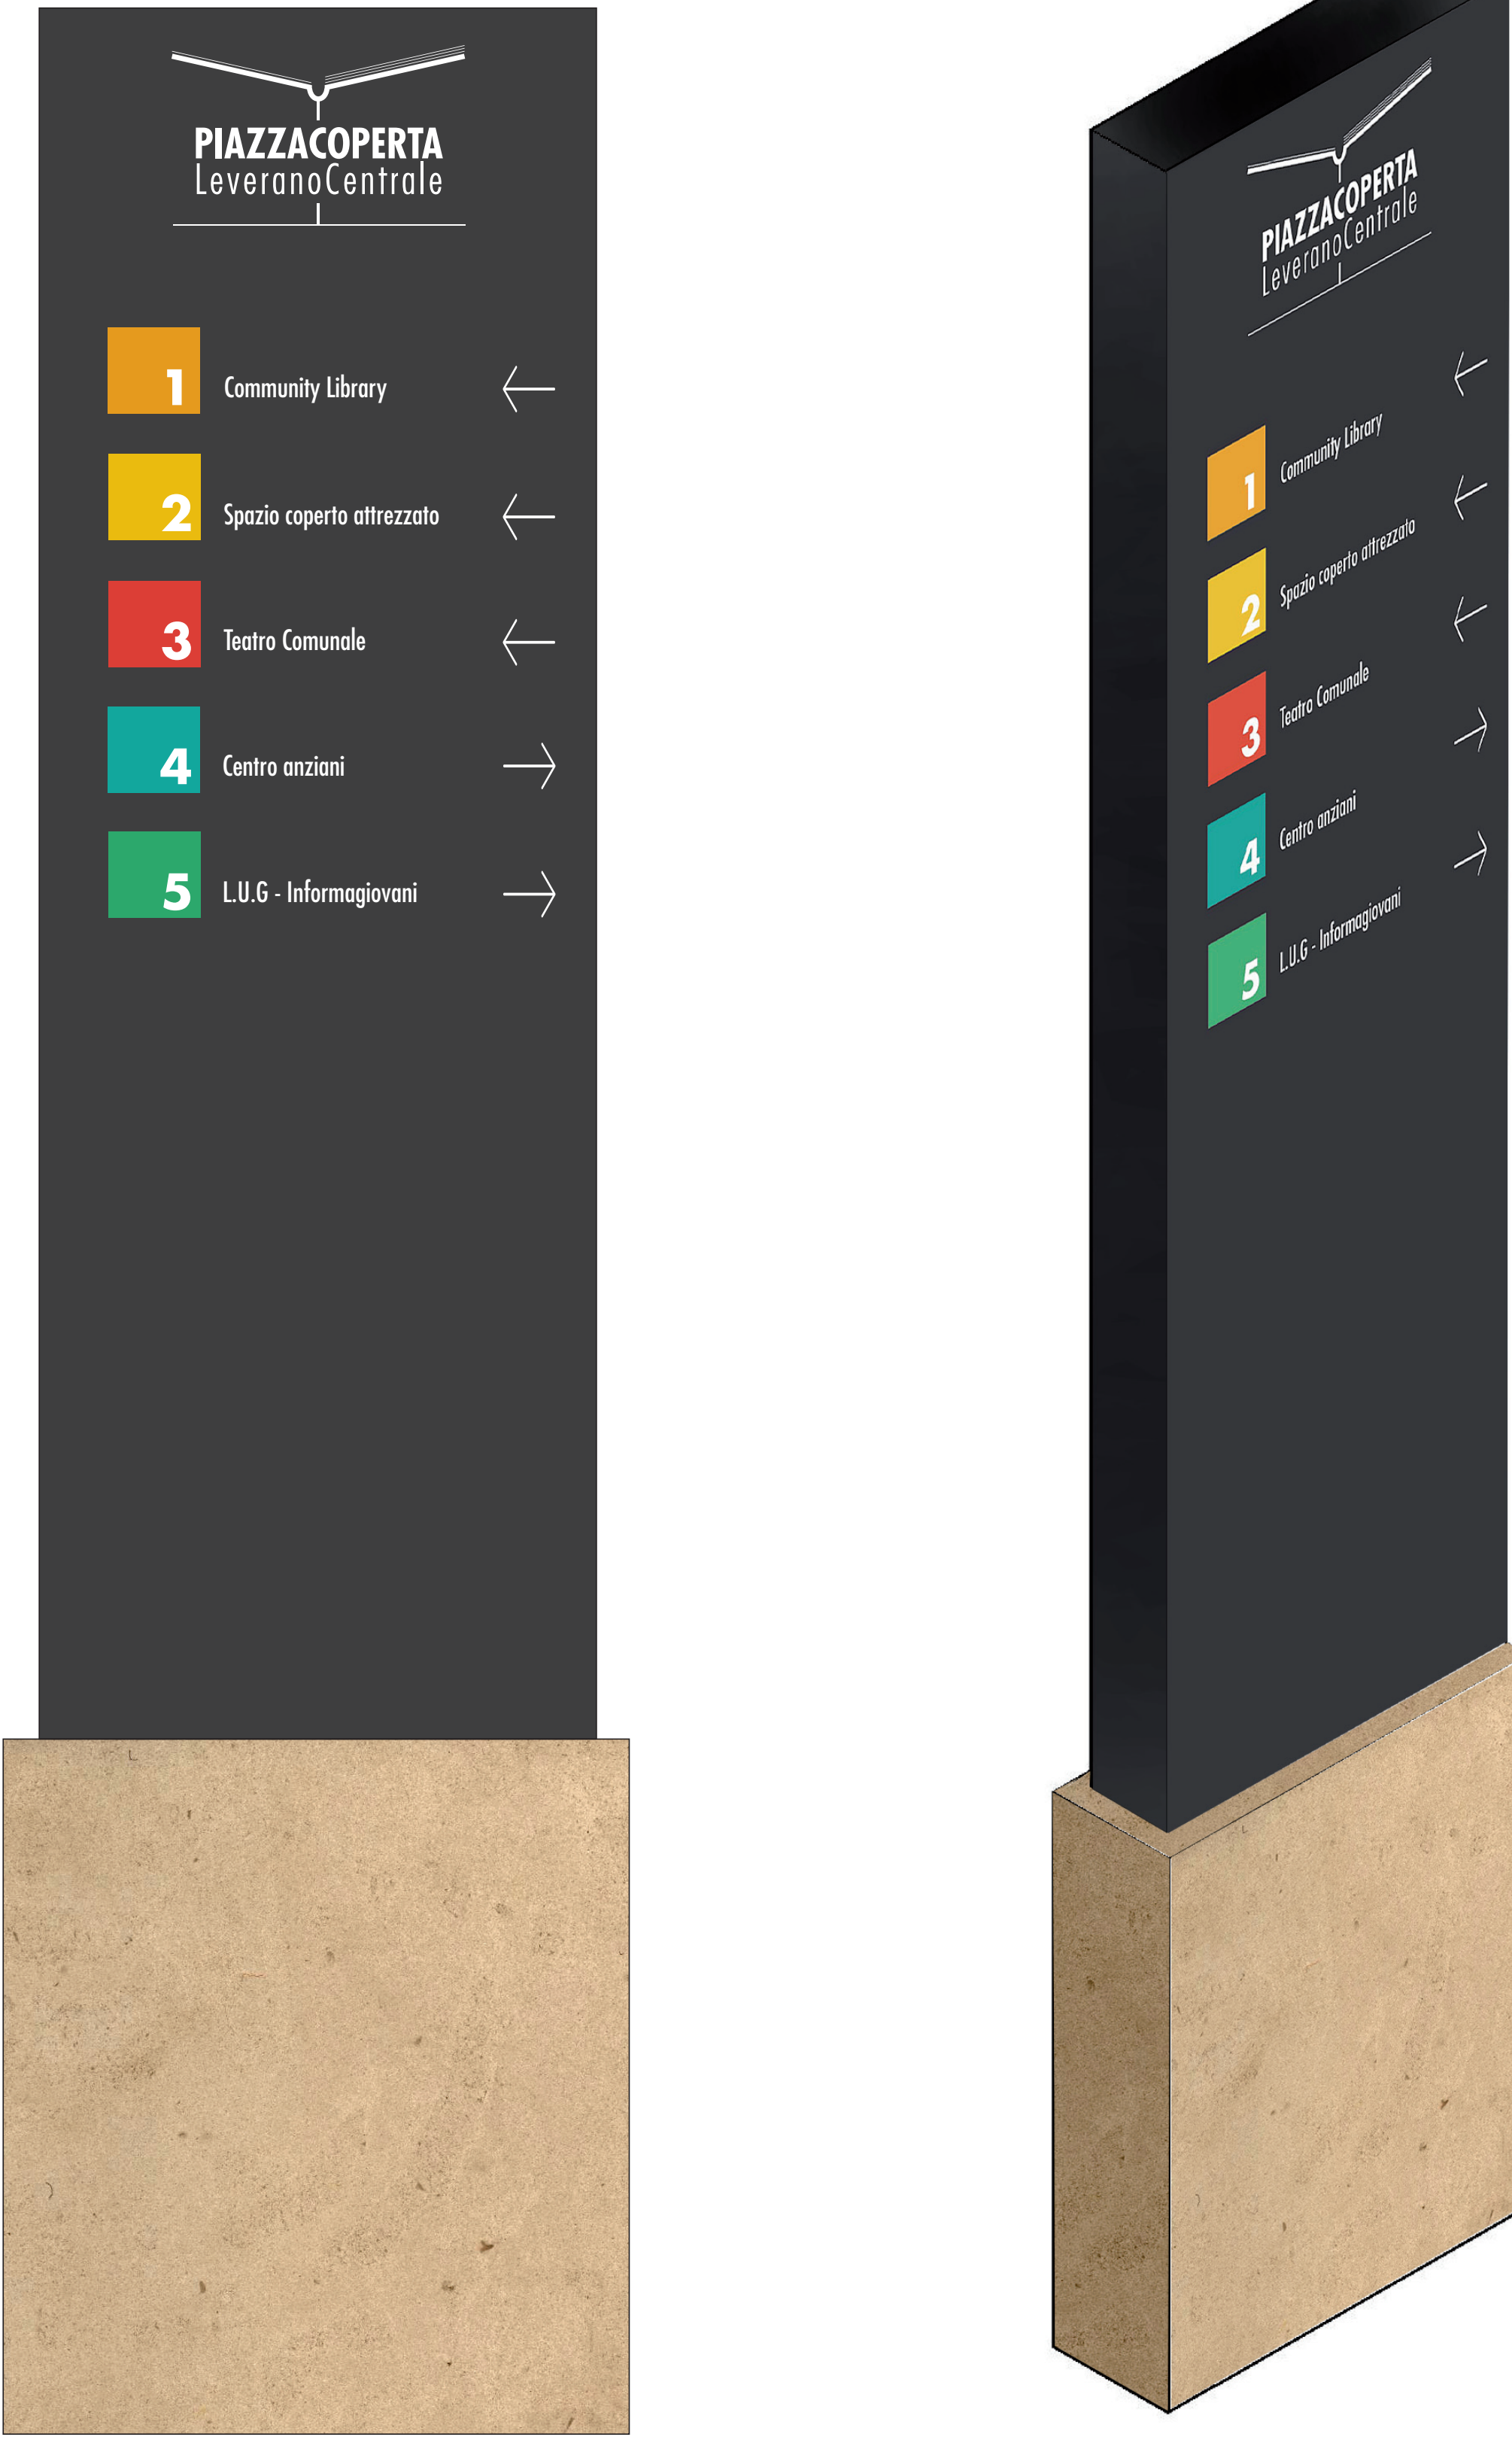 PIAZZACOPERTA
LeveranoCentrale
1 Community Library
2 Spazio coperto attrezzato
3 Teatro Comunale
4 Centro anziani
5 L.U.G - Informagiovani
PIAZZACOPERTA
LeveranoCentrale
1 Community Library
2 Spazio coperto attrezzato
3 Teatro Comunale
4 Centro anziani
5 L.U.G - Informagiovani